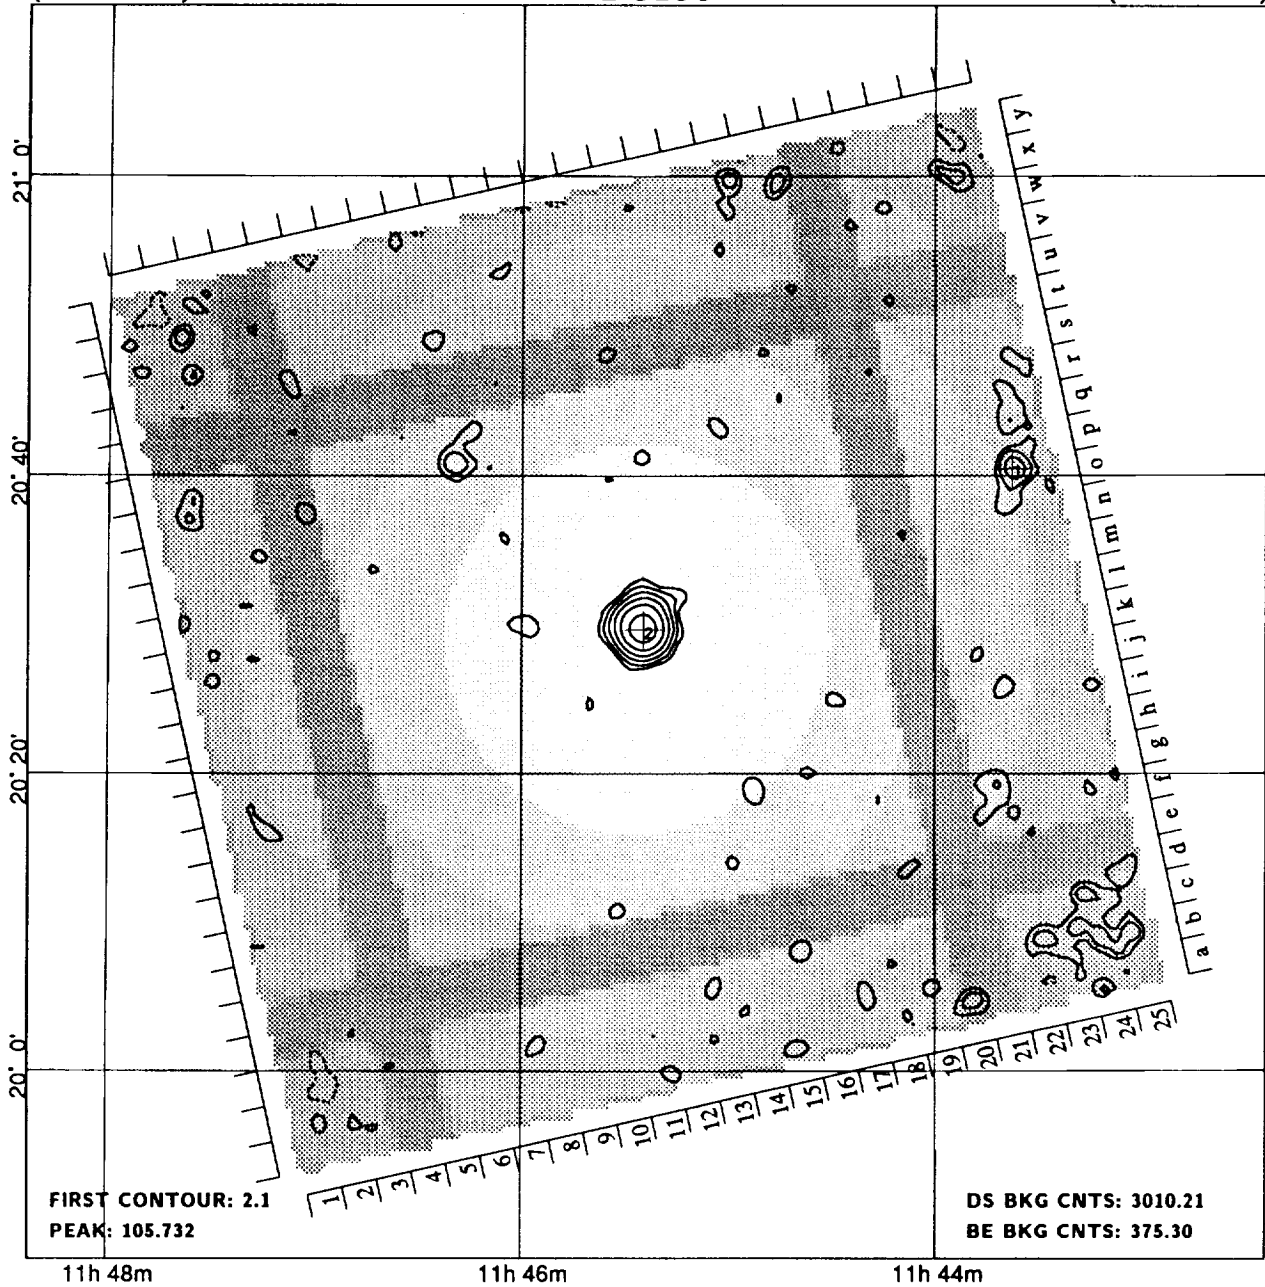 21° 0'
20° 40'
20° 20'
20° 0'
a b c d e f g h i j k l m n o p q r s t u v w x y
1 2 3 4 5 6 7 8 9 10 11 12 13 14 15 16 17 18 19 20 21 22 23 24 25
2
FIRST CONTOUR: 2.1
PEAK: 105.732
DS BKG CNTS: 3010.21
BE BKG CNTS: 375.30
11h 48m
11h 46m
11h 44m